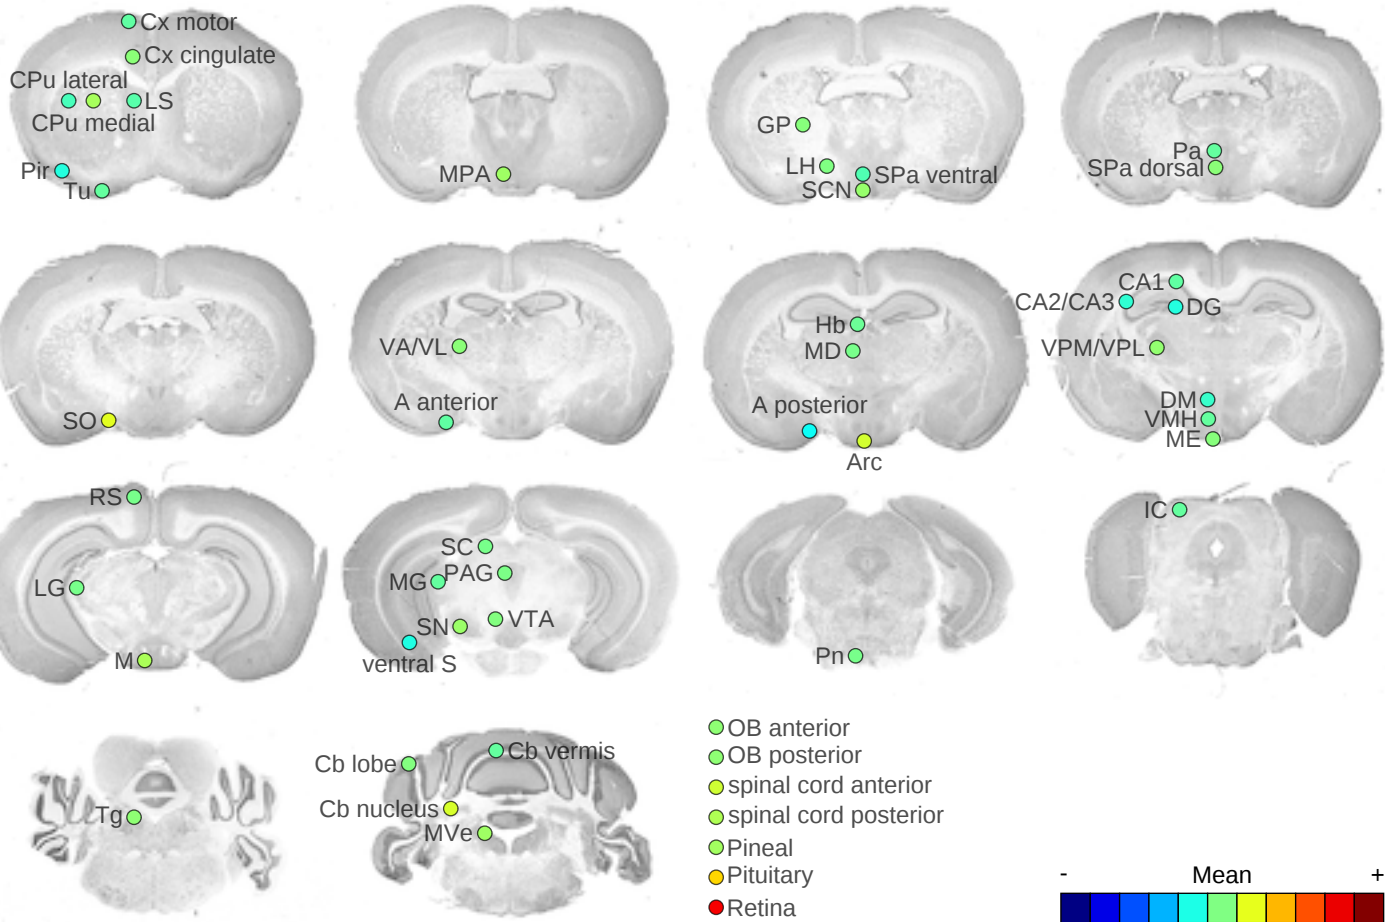 Cx motor
Cx cingulate
CPu lateral
LS
CPu medial
Pir
Tu
MPA
GP
LH
SPa ventral
SCN
Pa
SPa dorsal
SO
VA/VL
A anterior
Hb
MD
A posterior
Arc
CA1
CA2/CA3
DG
VPM/VPL
DM
VMH
ME
RS
LG
M
SC
MG
PAG
SN
VTA
ventral S
Pn
IC
Tg
Cb lobe
Cb vermis
Cb nucleus
MVe
OB anterior
OB posterior
spinal cord anterior
spinal cord posterior
Pineal
Pituitary
Retina
- Mean +